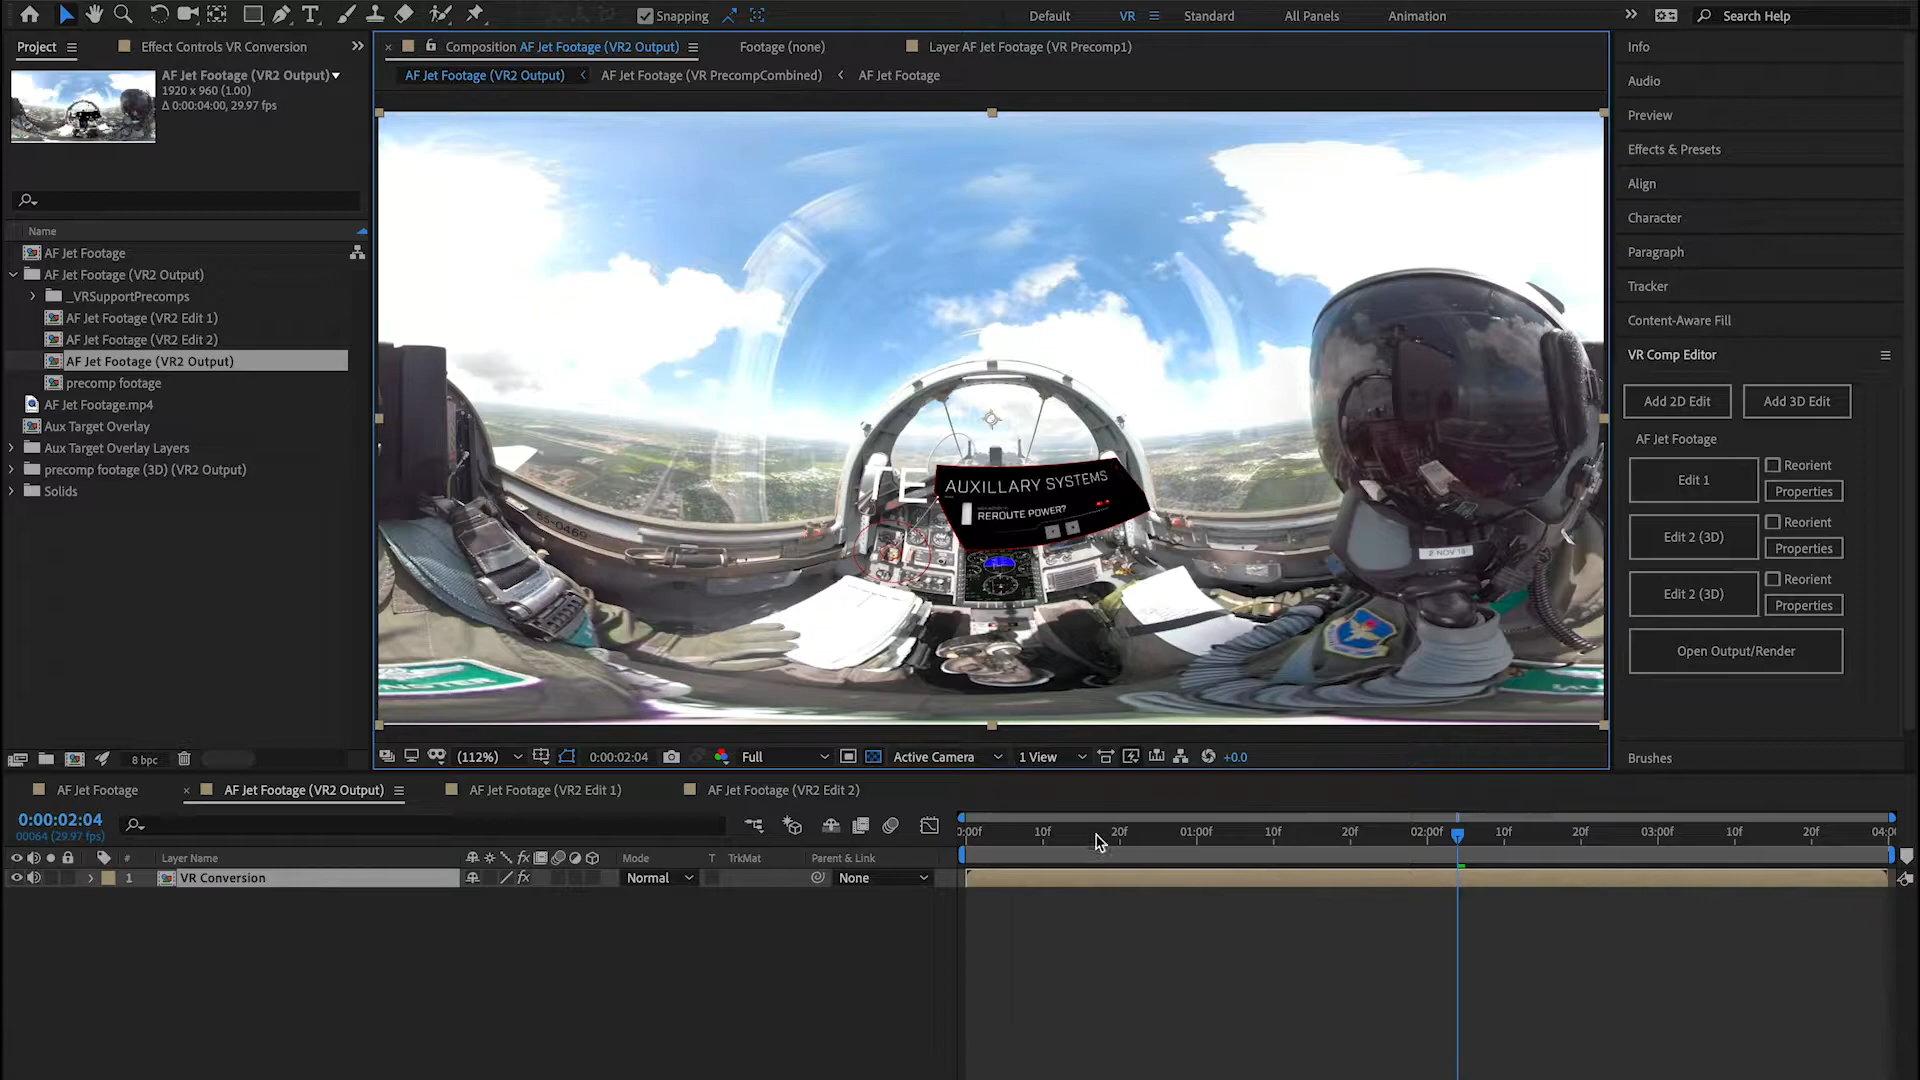 Snapping
Default
VR
Standard
All Panels
Animation
Search Help
Project
Effect Controls VR Conversion
Composition AF Jet Footage (VR2 Output)
Footage (none)
Layer AF Jet Footage (VR Precomp1)
Info
AF Jet Footage (VR2 Output)
1920 x 960 (1.00)
Δ 0:00:04:00, 29.97 fps
AF Jet Footage (VR2 Output)
AF Jet Footage (VR PrecompCombined)
AF Jet Footage
Audio
Preview
Effects & Presets
Align
Character
Paragraph
Tracker
Content-Aware Fill
VR Comp Editor
Name
AF Jet Footage
AF Jet Footage (VR2 Output)
_VRSupportPrecomps
AF Jet Footage (VR2 Edit 1)
AF Jet Footage (VR2 Edit 2)
AF Jet Footage (VR2 Output)
precomp footage
AF Jet Footage.mp4
Aux Target Overlay
Aux Target Overlay Layers
precomp footage (3D) (VR2 Output)
Solids
TE
AUXILLARY SYSTEMS
REROUTE POWER?
2 NOV 18
Add 2D Edit
Add 3D Edit
AF Jet Footage
Edit 1
Reorient
Properties
Edit 2 (3D)
Reorient
Properties
Edit 2 (3D)
Reorient
Properties
Open Output/Render
Brushes
8 bpc
(112%)
0:00:02:04
Full
Active Camera
1 View
+0.0
AF Jet Footage
AF Jet Footage (VR2 Output)
AF Jet Footage (VR2 Edit 1)
AF Jet Footage (VR2 Edit 2)
0:00:02:04
00064 (29.97 fps)
:00f
10f
20f
01:00f
10f
20f
02:00f
10f
20f
03:00f
10f
20f
04:0
#
Layer Name
Mode
T
TrkMat
Parent & Link
1
VR Conversion
Normal
None